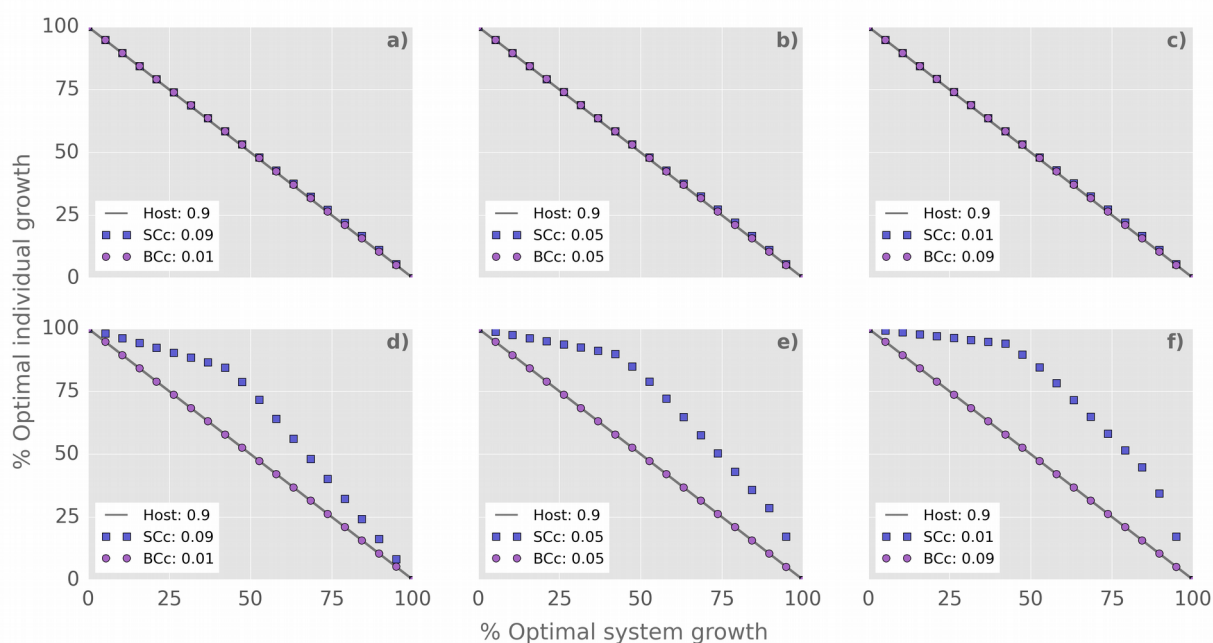 100
75
50
25
0
a)
Host: 0.9
SCc: 0.09
BCc: 0.01
b)
Host: 0.9
SCc: 0.05
BCc: 0.05
c)
Host: 0.9
SCc: 0.01
BCc: 0.09
% Optimal individual growth
100
75
50
25
0
d)
Host: 0.9
SCc: 0.09
BCc: 0.01
0 25 50 75 100
e)
Host: 0.9
SCc: 0.05
BCc: 0.05
0 25 50 75 100
f)
Host: 0.9
SCc: 0.01
BCc: 0.09
0 25 50 75 100
% Optimal system growth